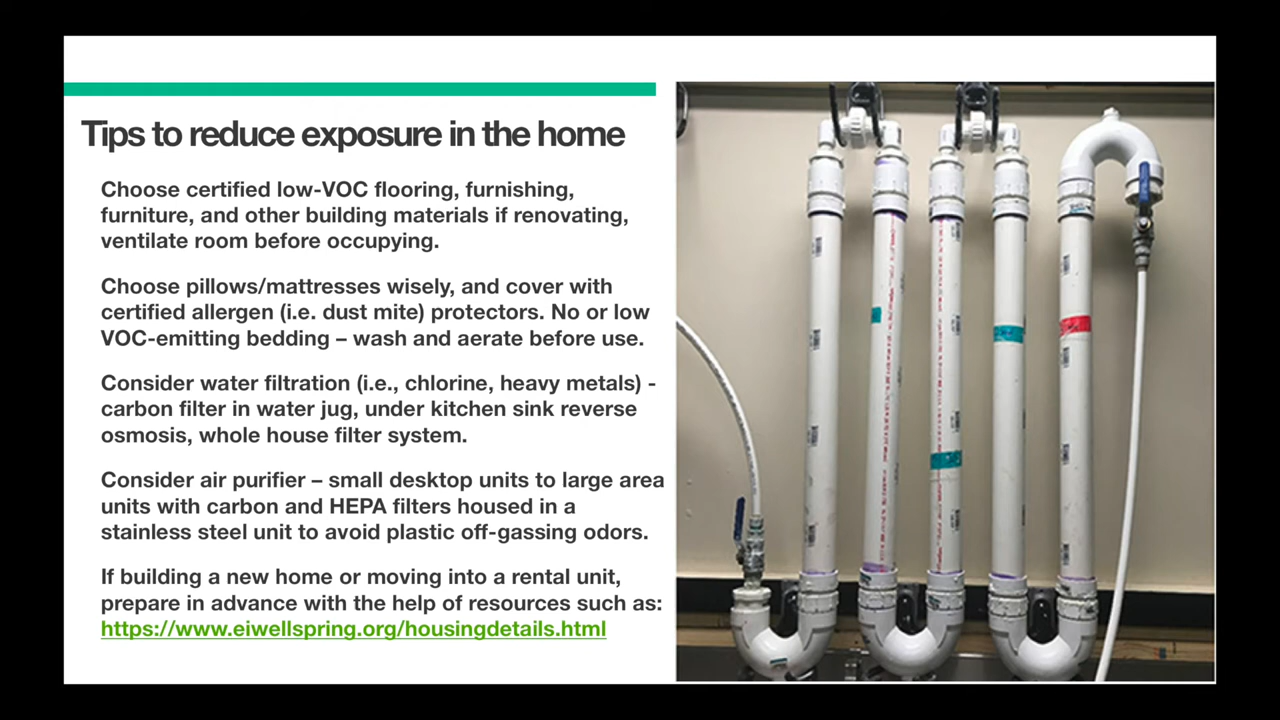 Tips to reduce exposure in the home
Choose certified low-VOC flooring, furnishing,
furniture, and other building materials if renovating,
ventilate room before occupying.
Choose pillows/mattresses wisely, and cover with
certified allergen (i.e. dust mite) protectors. No or low
VOC-emitting bedding – wash and aerate before use.
Consider water filtration (i.e., chlorine, heavy metals) -
carbon filter in water jug, under kitchen sink reverse
osmosis, whole house filter system.
Consider air purifier – small desktop units to large area
units with carbon and HEPA filters housed in a
stainless steel unit to avoid plastic off-gassing odors.
If building a new home or moving into a rental unit,
prepare in advance with the help of resources such as:
https://www.eiwellspring.org/housingdetails.html